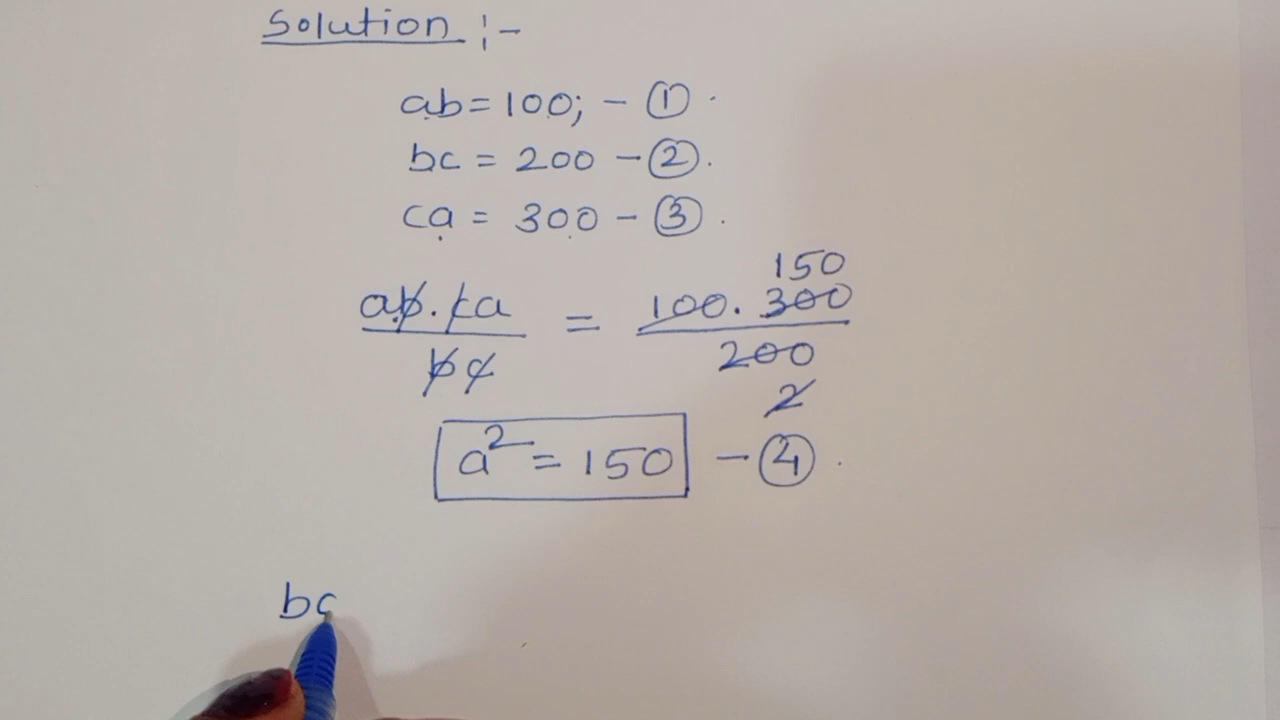 Solution :-
ab = 100; - ①.
bc = 200 - ②.
ca = 300 - ③.
150
ab . ca = 100 . 300
bc 200
2
a² = 150 - ④.
bc